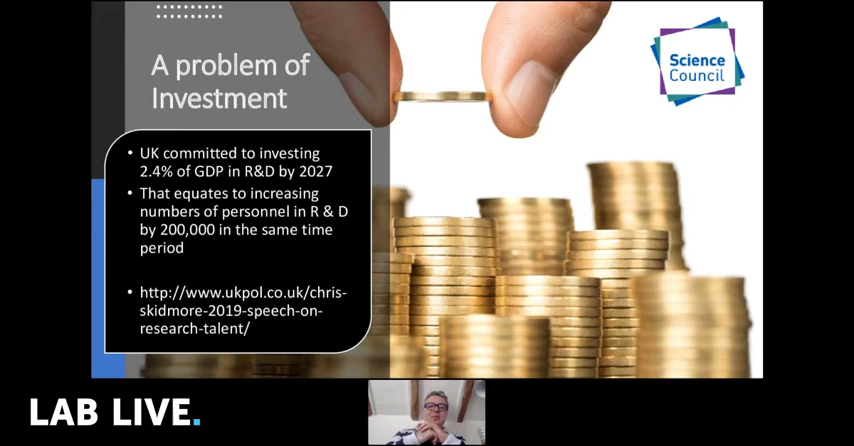 A problem of
Investment
Science
Council
• UK committed to investing
2.4% of GDP in R&D by 2027
• That equates to increasing
numbers of personnel in R & D
by 200,000 in the same time
period
• http://www.ukpol.co.uk/chris-
skidmore-2019-speech-on-
research-talent/
LAB LIVE.